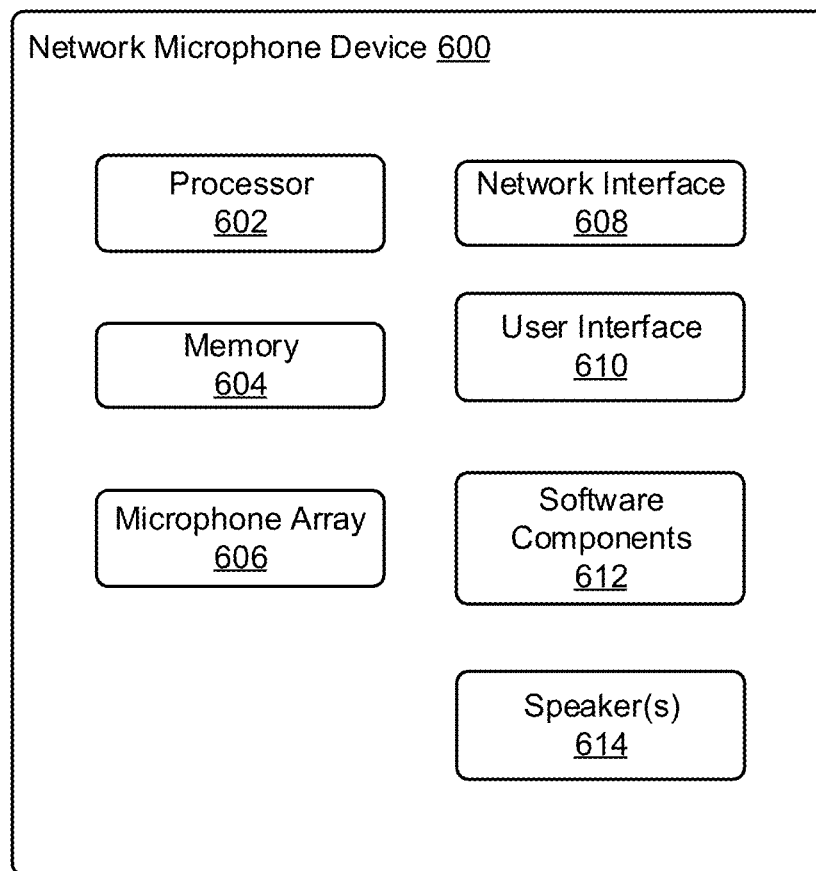 Network Microphone Device 600
Processor
602
Memory
604
Microphone Array
606
Network Interface
608
User Interface
610
Software
Components
612
Speaker(s)
614